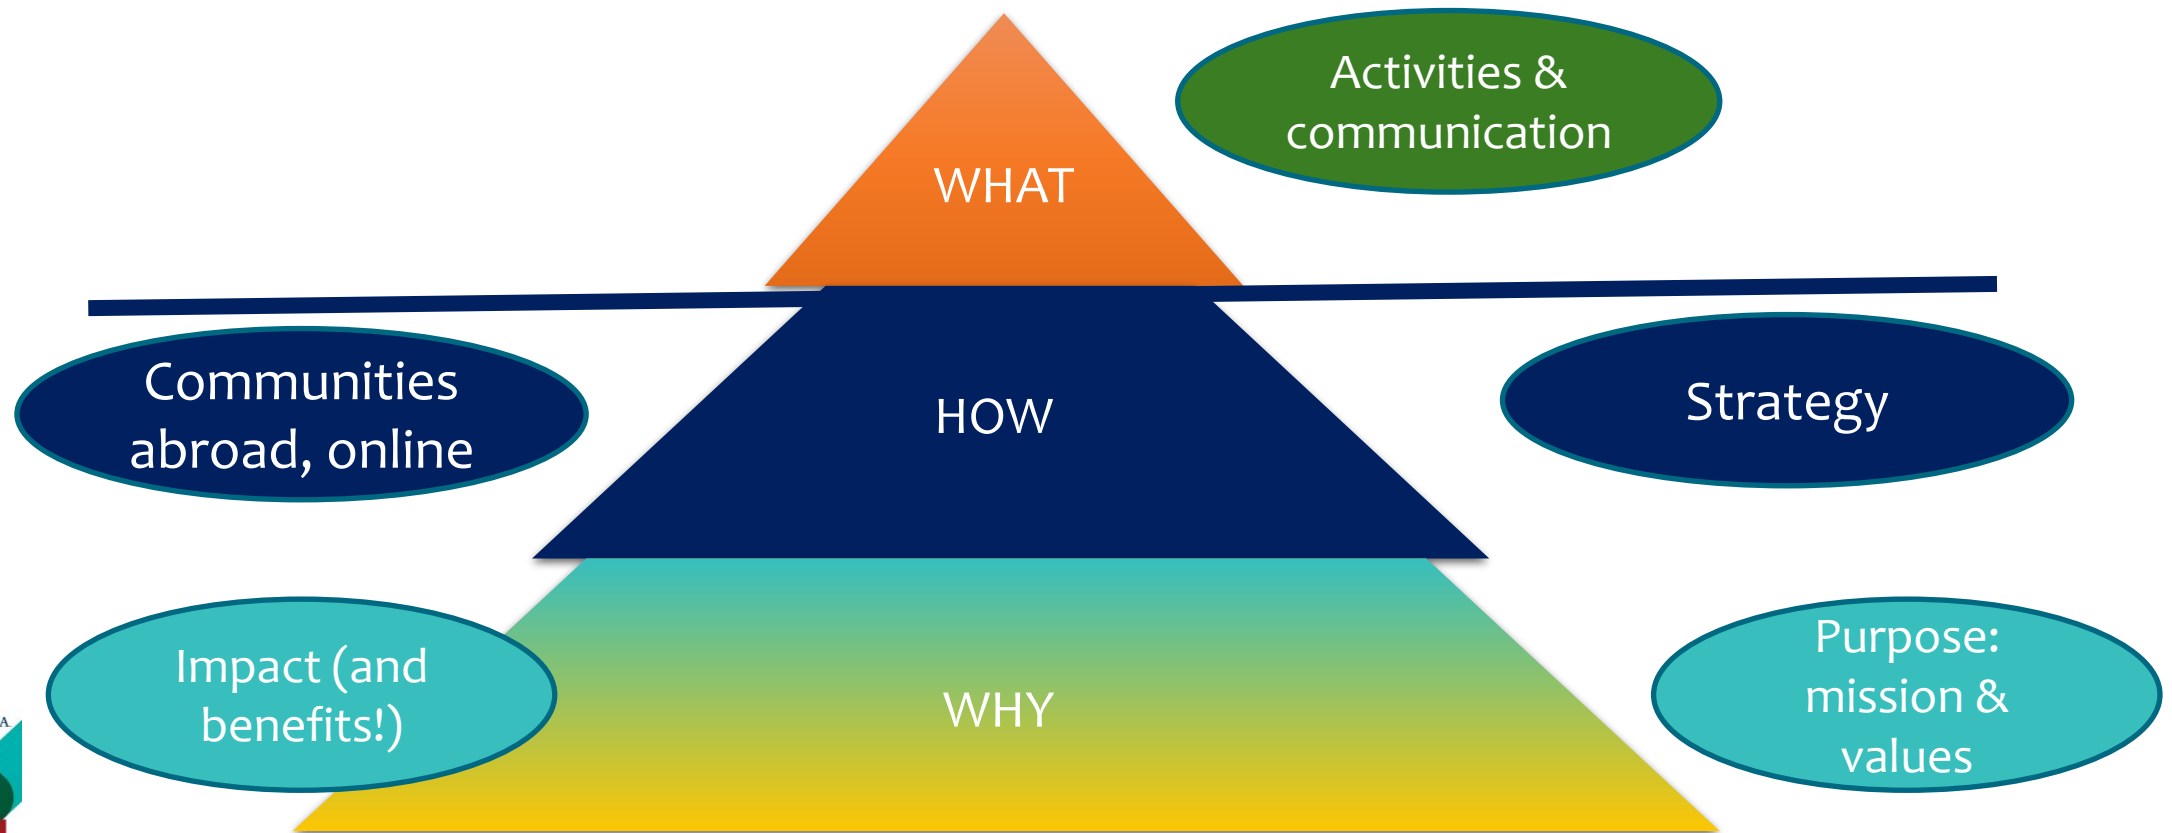 Activities &
communication
WHAT
Communities
abroad, online
HOW
Strategy
Impact (and
benefits!)
WHY
Purpose:
mission &
values
A.